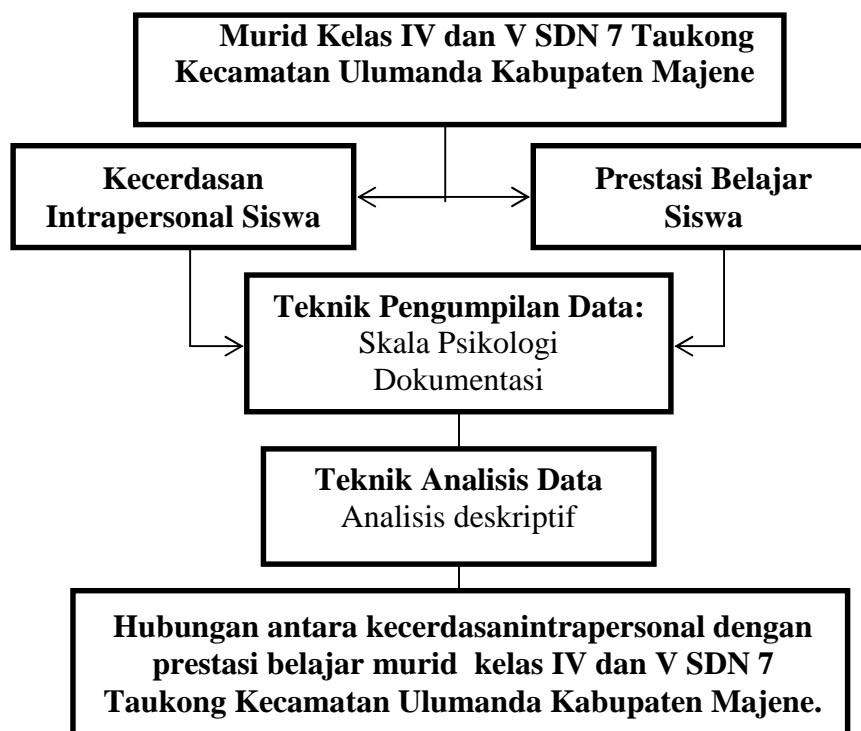 Murid Kelas IV dan V SDN 7 Taukong
Kecamatan Ulumanda Kabupaten Majene
Kecerdasan
Intrapersonal Siswa
Prestasi Belajar
Siswa
Teknik Pengumpilan Data:
Skala Psikologi
Dokumentasi
Teknik Analisis Data
Analisis deskriptif
Hubungan antara kecerdasanintrapersonal dengan
prestasi belajar murid kelas IV dan V SDN 7
Taukong Kecamatan Ulumanda Kabupaten Majene.